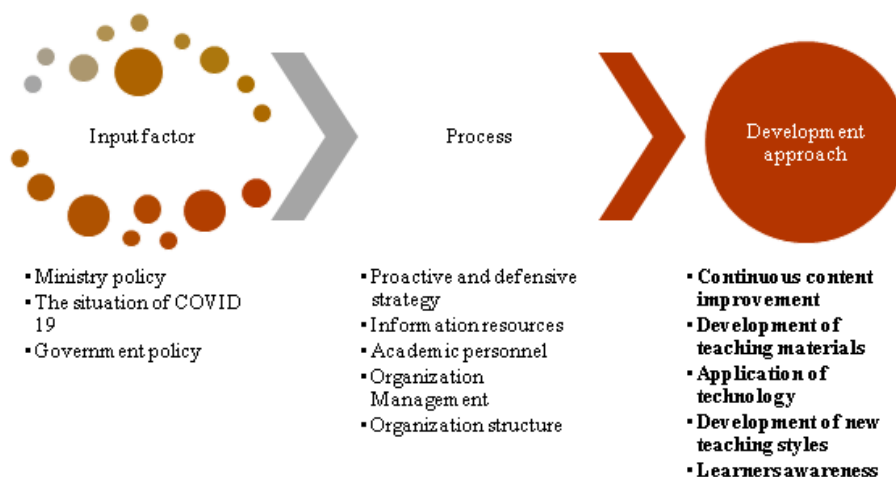 Input factor
Process
Development
approach
▪ Ministry policy
▪ The situation of COVID
19
▪ Government policy
▪ Proactive and defensive
strategy
▪ Information resources
▪ Academic personnel
▪ Organization
Management
▪ Organization structure
▪ Continuous content
improvement
▪ Development of
teaching materials
▪ Application of
technology
▪ Development of new
teaching styles
▪ Learners awareness